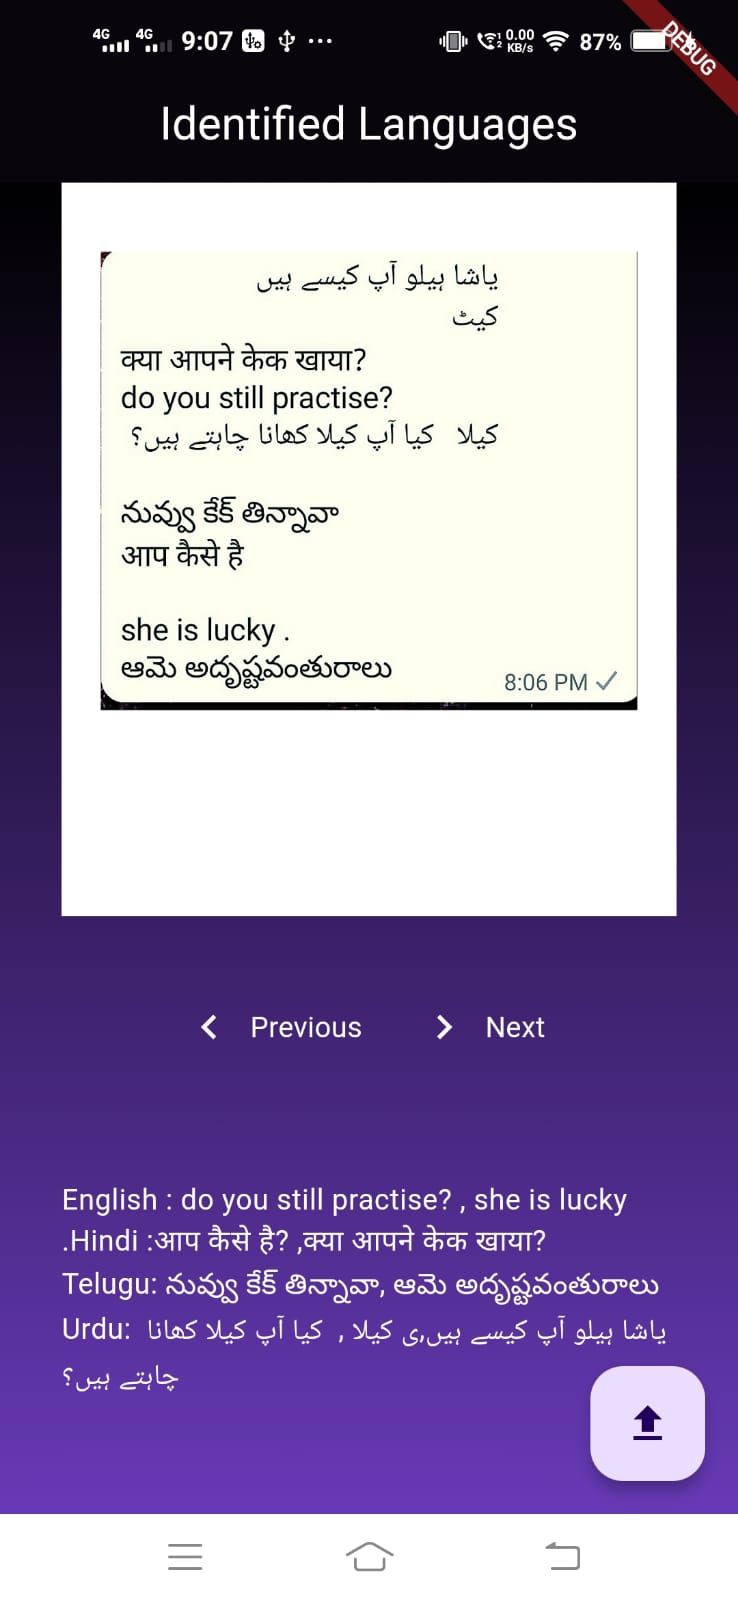 4G 4G 9:07 ... 0.00 KB/s 87%
DEBUG
Identified Languages
یاشا ہیلو آپ کیسے ہیں
کیٹ
क्या आपने केक खाया?
do you still practise?
کیلا   کیا آپ کیلا کھانا چاہتے ہیں؟
నువ్వు కేక్ తిన్నావా
आप कैसे है
she is lucky .
ఆమె అదృష్టవంతురాలు
8:06 PM
Previous Next
English : do you still practise? , she is lucky
.Hindi :आप कैसे है? ,क्या आपने केक खाया?
Telugu: నువ్వు కేక్ తిన్నావా, ఆమె అదృష్టవంతురాలు
Urdu: یاشا ہیلو آپ کیسے ہیں,ی کیلا , کیا آپ کیلا کھانا
چاہتے ہیں؟